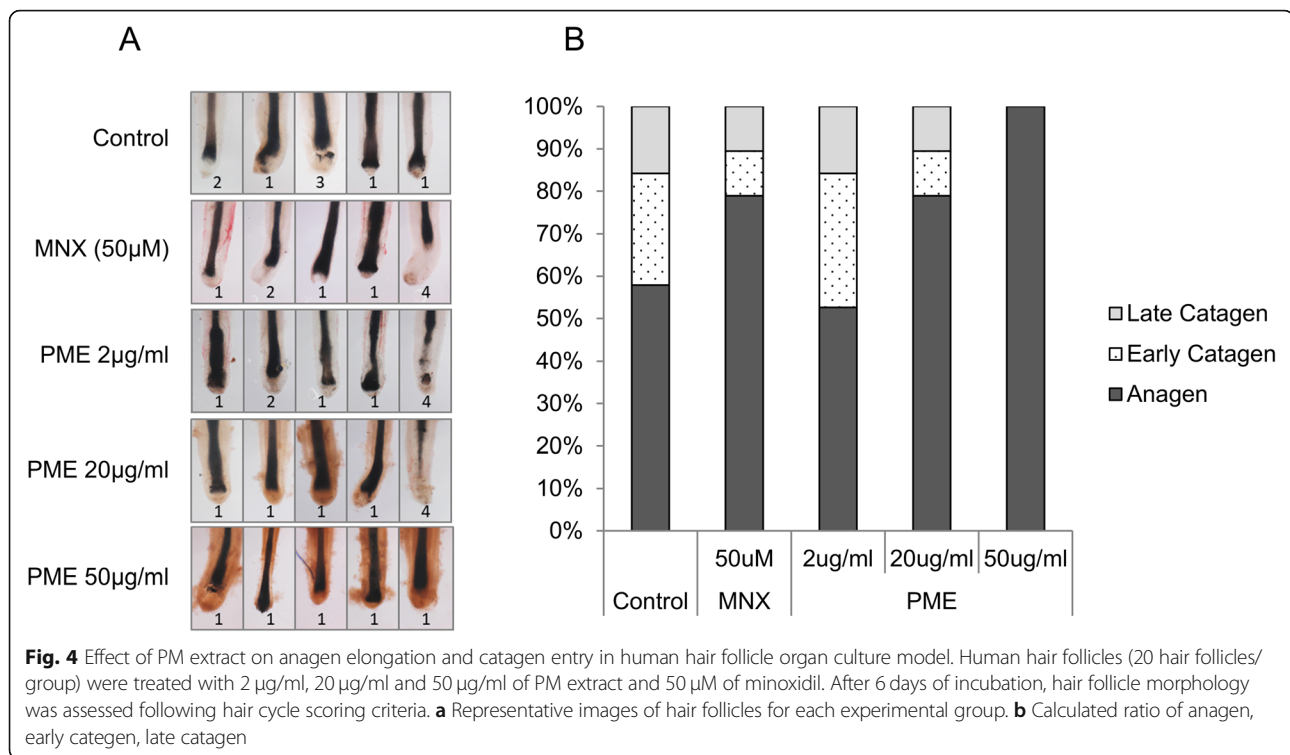 A
B
Control
2 1 3 1 1
MNX (50µM)
1 2 1 1 4
PME 2µg/ml
1 2 1 1 4
PME 20µg/ml
1 1 1 1 4
PME 50µg/ml
1 1 1 1 1
100%
90%
80%
70%
60%
50%
40%
30%
20%
10%
0%
50uM 2ug/ml 20ug/ml 50ug/ml
Control MNX PME
Late Catagen
Early Catagen
Anagen
Fig. 4 Effect of PM extract on anagen elongation and catagen entry in human hair follicle organ culture model. Human hair follicles (20 hair follicles/
group) were treated with 2 µg/ml, 20 µg/ml and 50 µg/ml of PM extract and 50 µM of minoxidil. After 6 days of incubation, hair follicle morphology
was assessed following hair cycle scoring criteria. a Representative images of hair follicles for each experimental group. b Calculated ratio of anagen,
early categen, late catagen